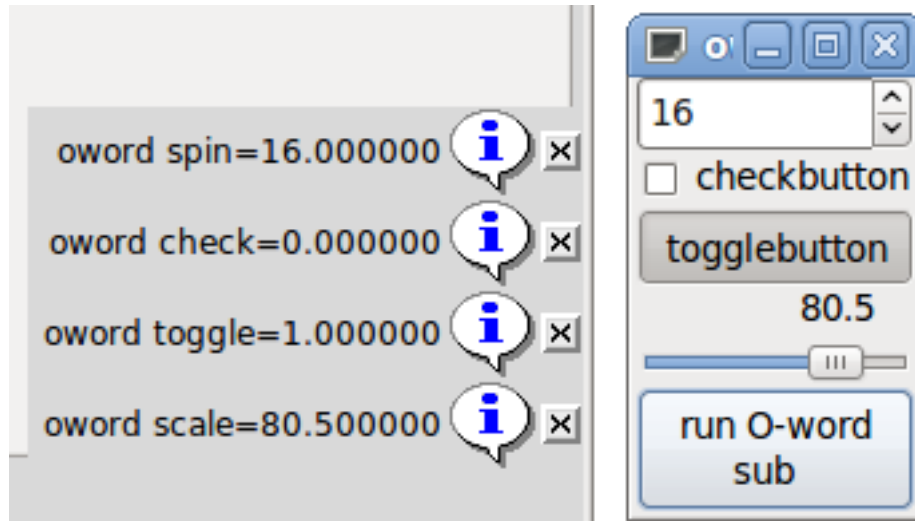 oword spin=16.000000
oword check=0.000000
oword toggle=1.000000
oword scale=80.500000
16
checkbutton
togglebutton
80.5
run O-word
sub